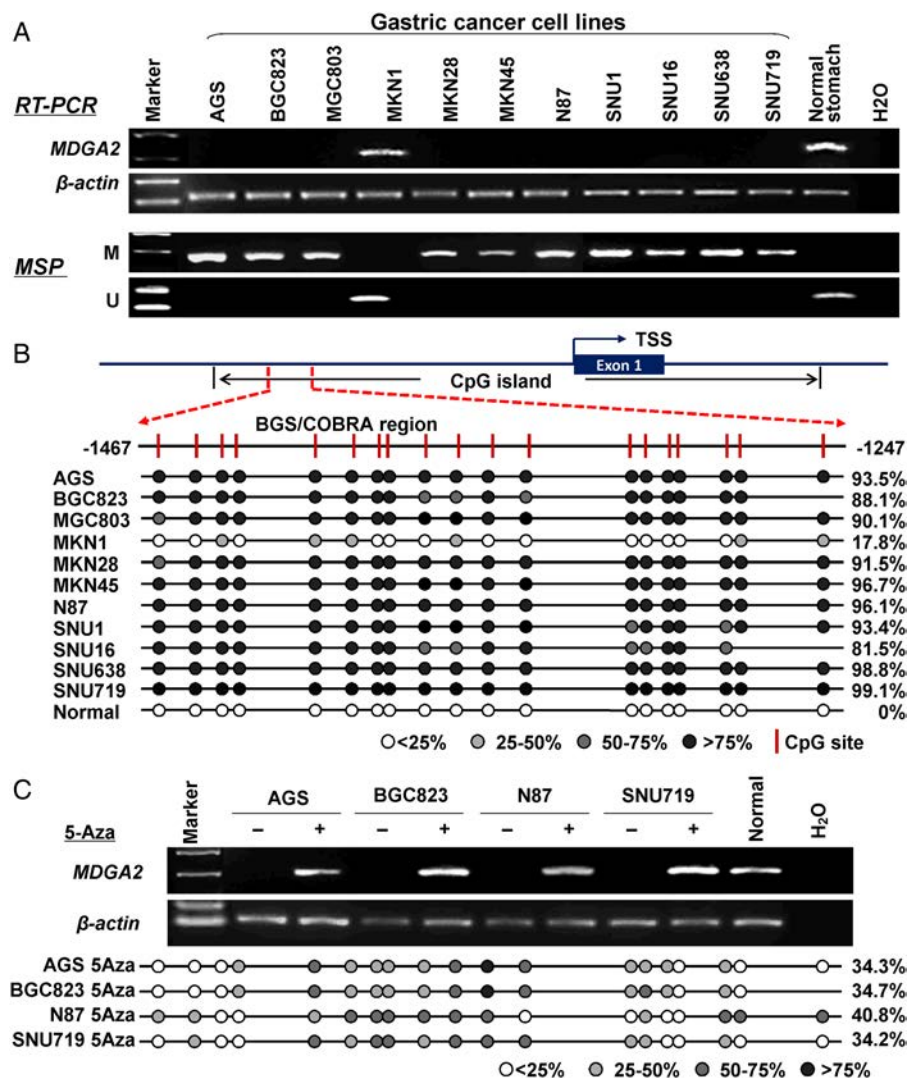 A
Gastric cancer cell lines
RT-PCR
Marker
AGS
BGC823
MGC803
MKN1
MKN28
MKN45
N87
SNU1
SNU16
SNU638
SNU719
Normal stomach
H2O
MDGA2
β-actin
MSP
M
U
B
TSS
Exon 1
CpG island
BGS/COBRA region
-1467
-1247
AGS 93.5%
BGC823 88.1%
MGC803 90.1%
MKN1 17.8%
MKN28 91.5%
MKN45 96.7%
N87 96.1%
SNU1 93.4%
SNU16 81.5%
SNU638 98.8%
SNU719 99.1%
Normal 0%
<25% 25-50% 50-75% >75% CpG site
C
Marker
AGS BGC823 N87 SNU719
Normal
H₂O
5-Aza − + − + − + − +
MDGA2
β-actin
AGS 5Aza 34.3%
BGC823 5Aza 34.7%
N87 5Aza 40.8%
SNU719 5Aza 34.2%
<25% 25-50% 50-75% >75%